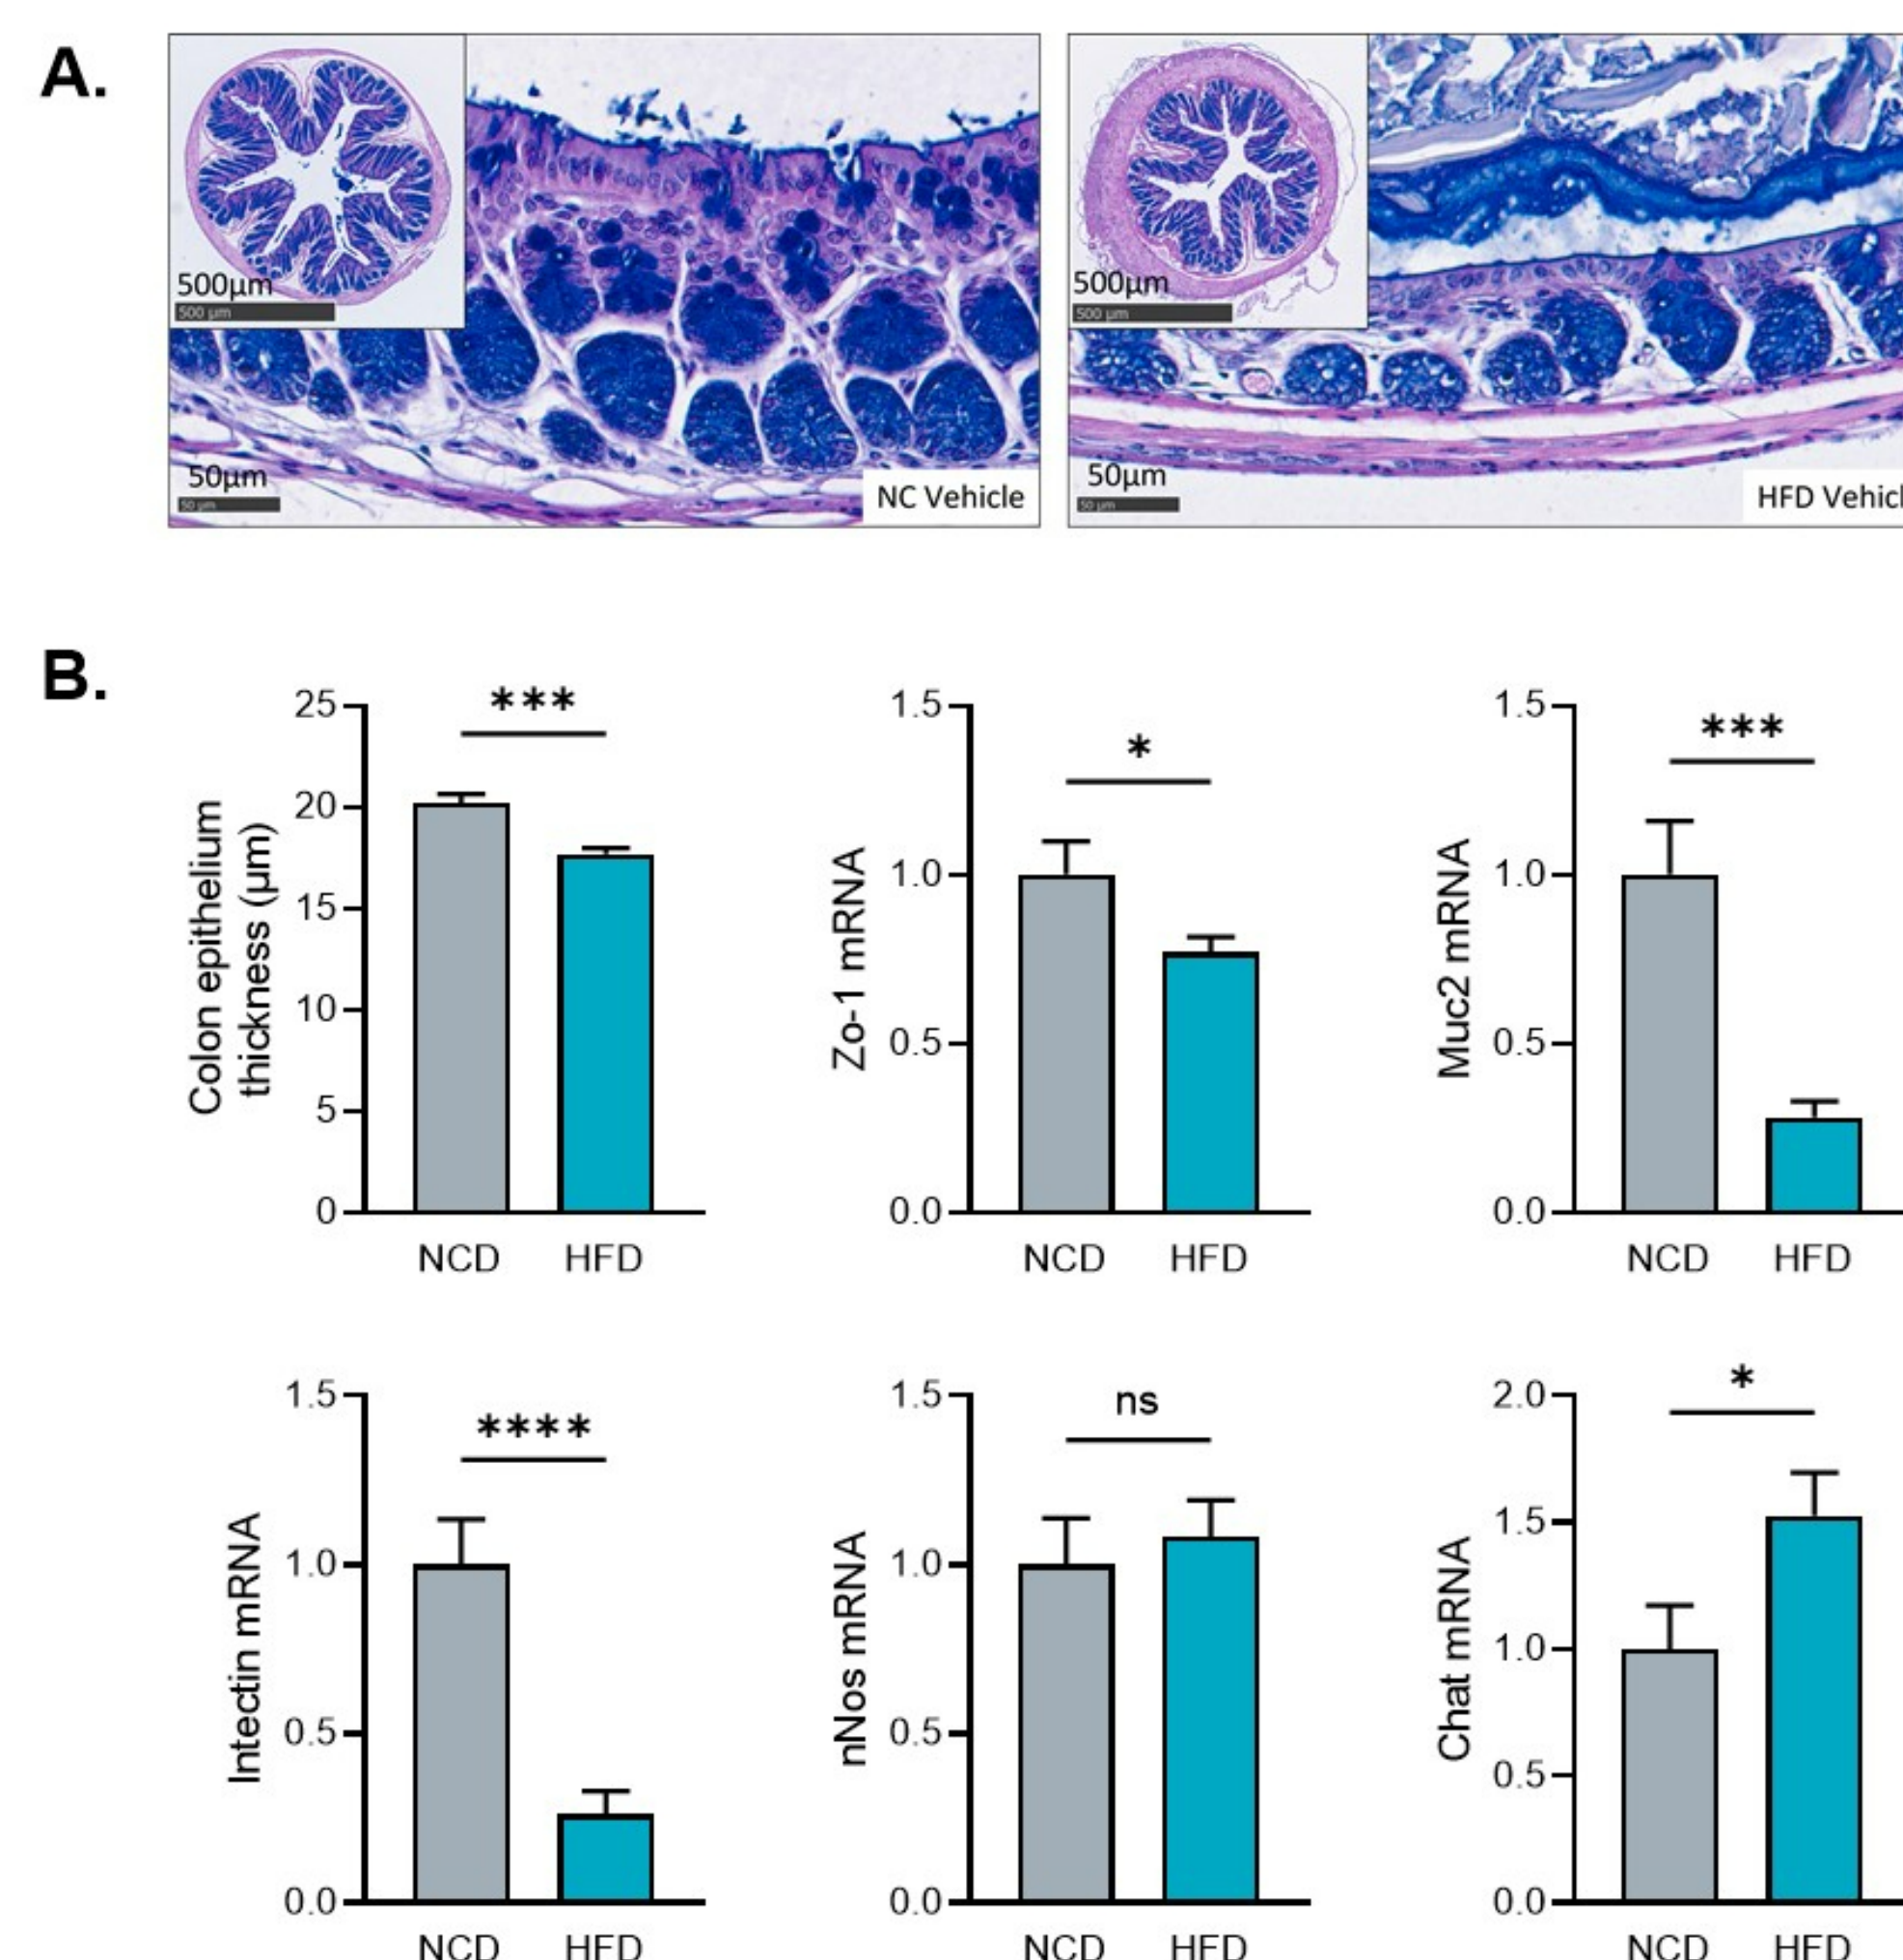 A.
500µm
500 µm
50µm
50 µm
NC Vehicle
500µm
500 µm
50µm
50 µm
HFD Vehicl
B.
Colon epithelium
thickness (µm)
25
20
15
10
5
0
***
NCD HFD
Zo-1 mRNA
1.5
1.0
0.5
0.0
*
NCD HFD
Muc2 mRNA
1.5
1.0
0.5
0.0
***
NCD HFD
Intectin mRNA
1.5
1.0
0.5
0.0
****
NCD HFD
nNos mRNA
1.5
1.0
0.5
0.0
ns
NCD HFD
Chat mRNA
2.0
1.5
1.0
0.5
0.0
*
NCD HFD